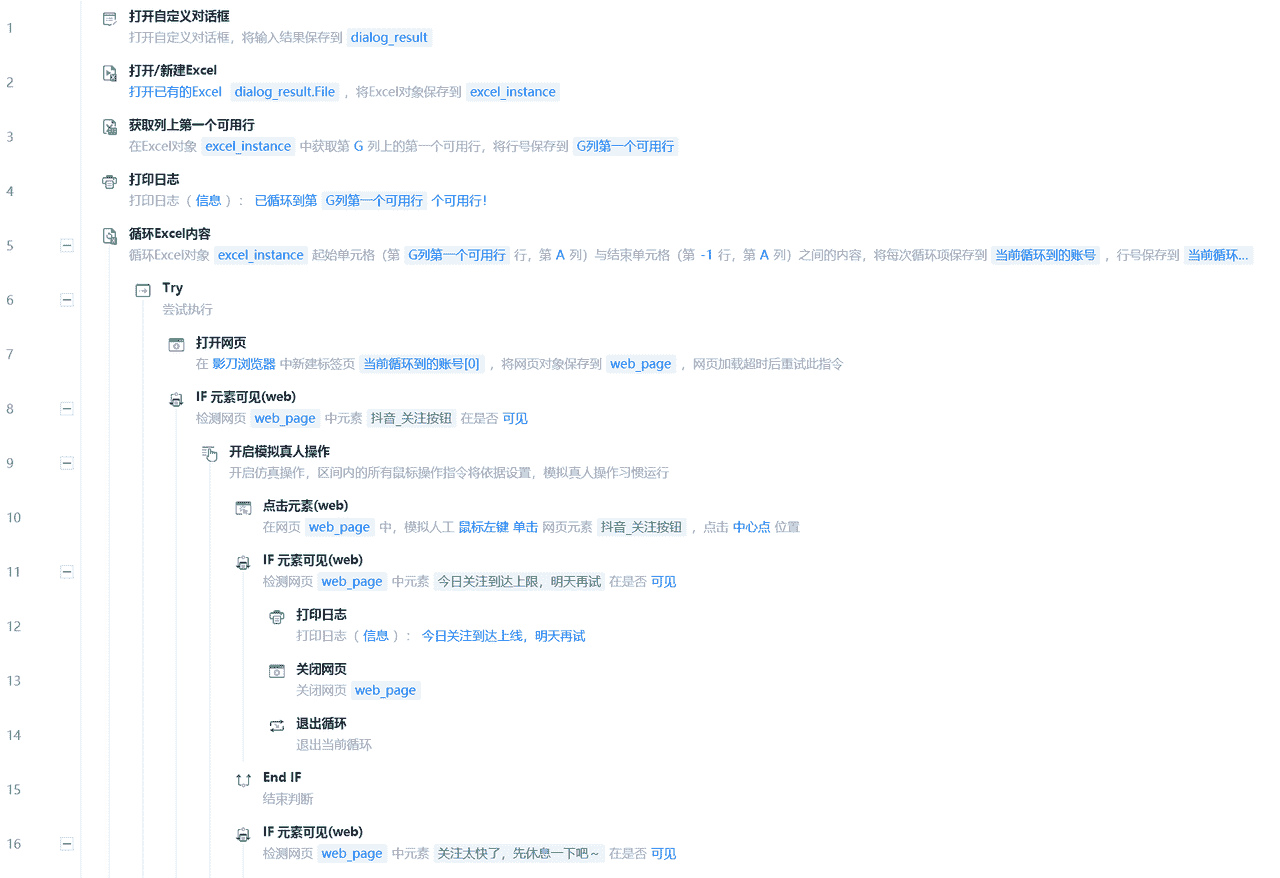 1
打开自定义对话框
打开自定义对话框，将输入结果保存到 dialog_result
2
打开/新建Excel
打开已有的Excel dialog_result.File ，将Excel对象保存到 excel_instance
3
获取列上第一个可用行
在Excel对象 excel_instance 中获取第 G 列上的第一个可用行，将行号保存到 G列第一个可用行
4
打印日志
打印日志（ 信息 ）： 已循环到第 G列第一个可用行 个可用行!
5
循环Excel内容
循环Excel对象 excel_instance 起始单元格（第 G列第一个可用行 行，第 A 列）与结束单元格（第 -1 行，第 A 列）之间的内容，将每次循环项保存到 当前循环到的账号 ，行号保存到 当前循环...
6
Try
尝试执行
7
打开网页
在 影刀浏览器 中新建标签页 当前循环到的账号[0] ，将网页对象保存到 web_page ，网页加载超时后重试此指令
8
IF 元素可见(web)
检测网页 web_page 中元素 抖音_关注按钮 在是否 可见
9
开启模拟真人操作
开启仿真操作，区间内的所有鼠标操作指令将依据设置，模拟真人操作习惯运行
10
点击元素(web)
在网页 web_page 中，模拟人工 鼠标左键 单击 网页元素 抖音_关注按钮 ，点击 中心点 位置
11
IF 元素可见(web)
检测网页 web_page 中元素 今日关注到达上限，明天再试 在是否 可见
12
打印日志
打印日志（ 信息 ）： 今日关注到达上线，明天再试
13
关闭网页
关闭网页 web_page
14
退出循环
退出当前循环
15
End IF
结束判断
16
IF 元素可见(web)
检测网页 web_page 中元素 关注太快了，先休息一下吧~ 在是否 可见